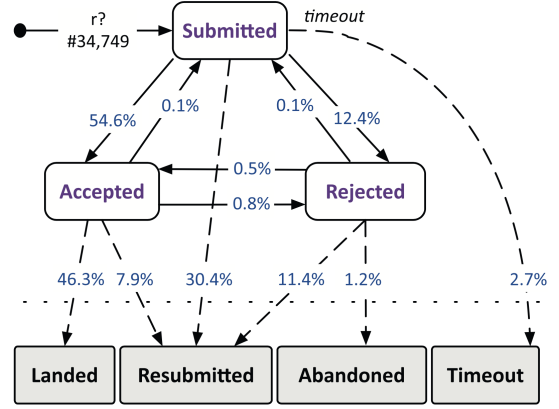 r?
#34,749
Submitted
timeout
54.6%
0.1%
0.1%
12.4%
Accepted
0.5%
0.8%
Rejected
46.3%
7.9%
30.4%
11.4%
1.2%
2.7%
Landed
Resubmitted
Abandoned
Timeout